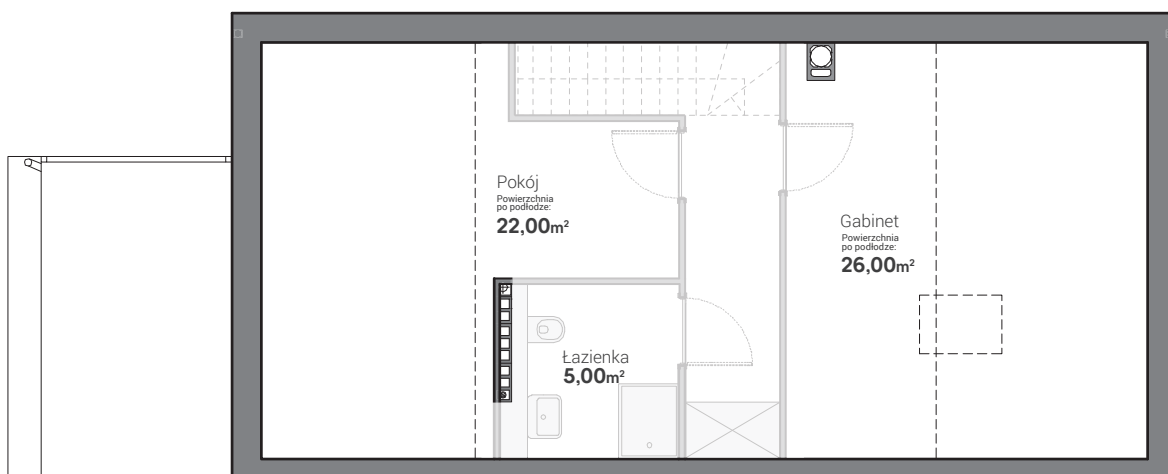 Pokój
Powierzchnia
po podłodze:
22,00m²
Gabinet
Powierzchnia
po podłodze:
26,00m²
Łazienka
5,00m²